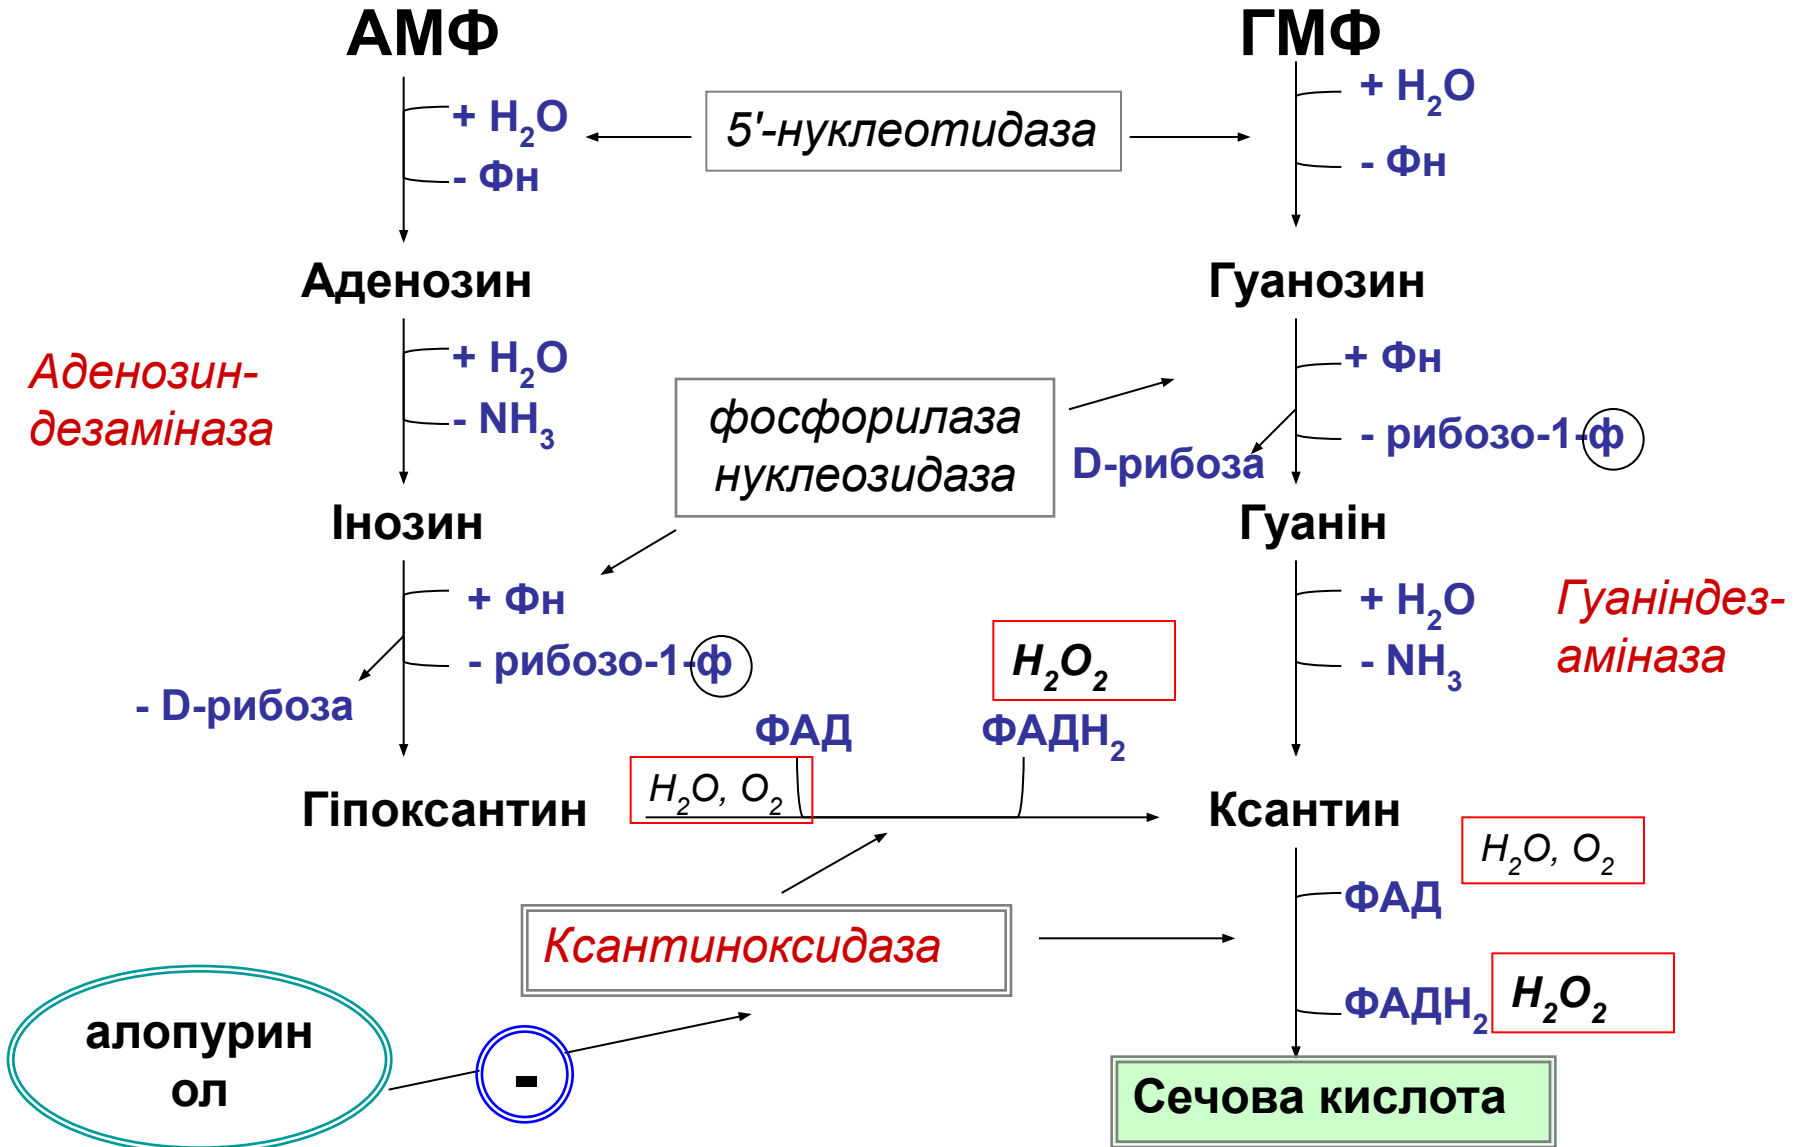 АМФ
ГМФ
+ H₂O
5'-нуклеотидаза
+ H₂O
- Фн
- Фн
Аденозин
Гуанозин
Аденозин-
дезаміназа
+ H₂O
- NH₃
фосфорилаза
нуклеозидаза
+ Фн
- рибозо-1-ф
D-рибоза
Інозин
Гуанін
+ Фн
- рибозо-1-ф
- D-рибоза
+ H₂O
- NH₃
Гуаніндез-
аміназа
H₂O₂
ФАД
ФАДН₂
Гіпоксантин
H₂O, O₂
Ксантин
H₂O, O₂
ФАД
Ксантиноксидаза
ФАДН₂
H₂O₂
алопурин
ол
-
Сечова кислота